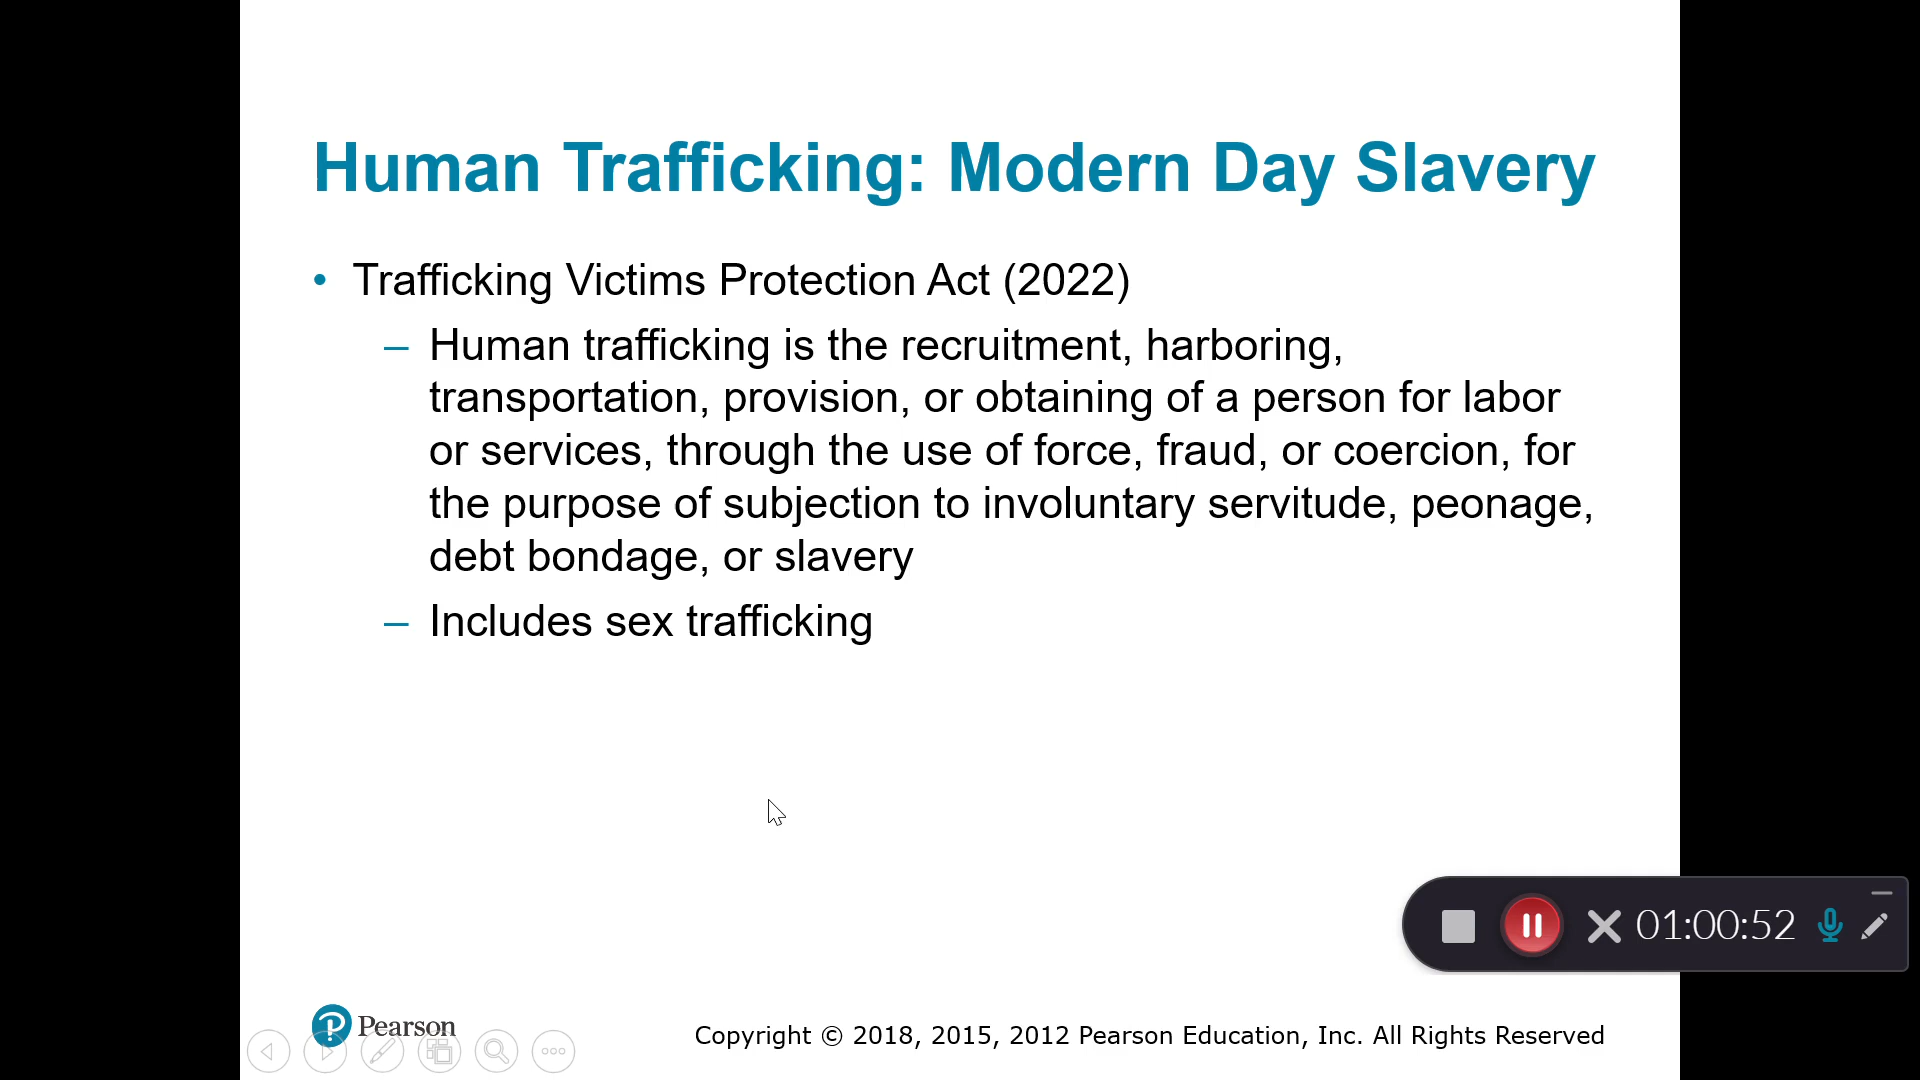 Human Trafficking: Modern Day Slavery
• Trafficking Victims Protection Act (2022)
– Human trafficking is the recruitment, harboring,
transportation, provision, or obtaining of a person for labor
or services, through the use of force, fraud, or coercion, for
the purpose of subjection to involuntary servitude, peonage,
debt bondage, or slavery
– Includes sex trafficking
01:00:52
Pearson
Copyright © 2018, 2015, 2012 Pearson Education, Inc. All Rights Reserved